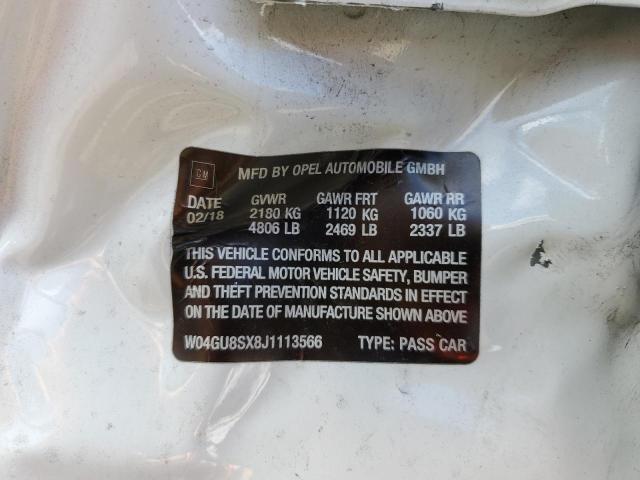 GM MFD BY OPEL AUTOMOBILE GMBH
DATE GVWR GAWR FRT GAWR RR
02/18 2180 KG 1120 KG 1060 KG
4806 LB 2469 LB 2337 LB
THIS VEHICLE CONFORMS TO ALL APPLICABLE
U.S. FEDERAL MOTOR VEHICLE SAFETY, BUMPER
AND THEFT PREVENTION STANDARDS IN EFFECT
ON THE DATE OF MANUFACTURE SHOWN ABOVE
W04GU8SX8J1113566 TYPE: PASS CAR